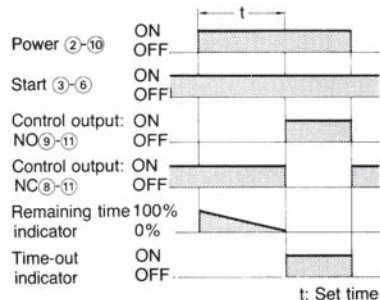 t
Power ②-⑩ ON
OFF
Start ③-⑥ ON
OFF
Control output: ON
NO⑨-⑪ OFF
Control output: ON
NC⑧-⑪ OFF
Remaining time 100%
indicator 0%
Time-out ON
indicator OFF
t: Set time